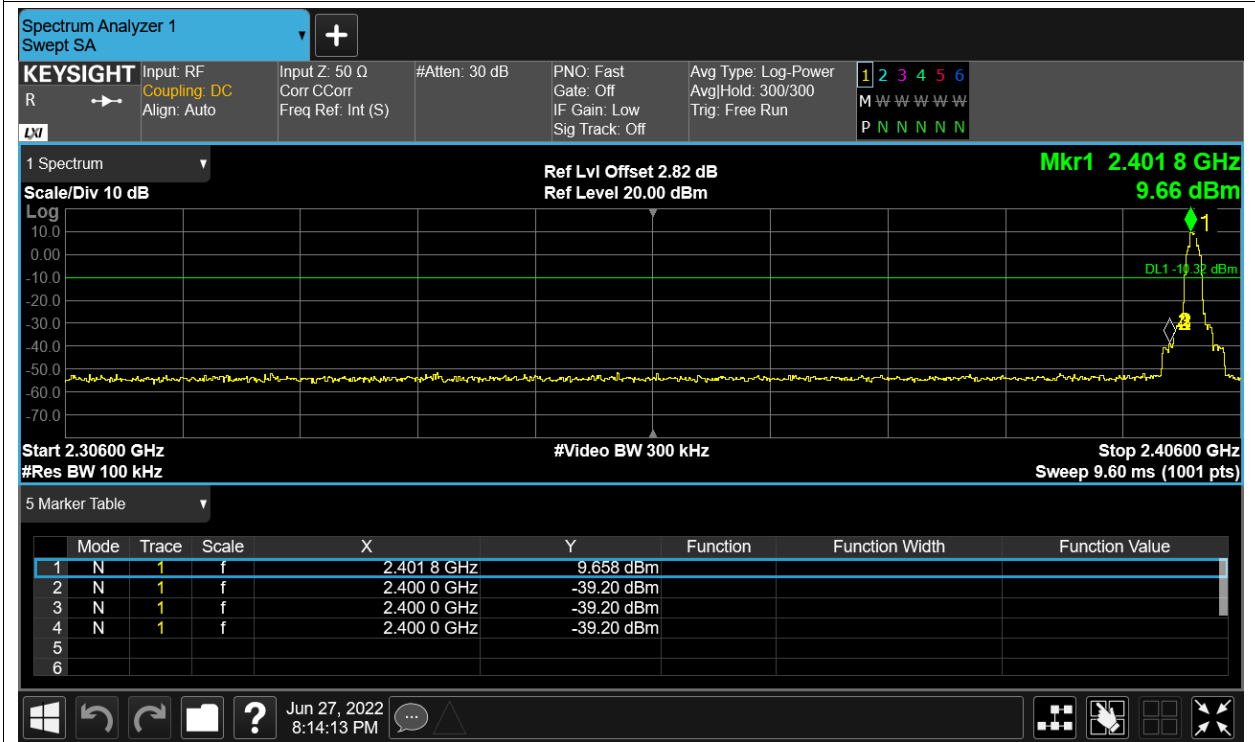 Spectrum Analyzer 1
Swept SA
KEYSIGHT
R
LXI
Input: RF
Coupling: DC
Align: Auto
Input Z: 50 Ω
Corr CCorr
Freq Ref: Int (S)
#Atten: 30 dB
PNO: Fast
Gate: Off
IF Gain: Low
Sig Track: Off
Avg Type: Log-Power
Avg|Hold: 300/300
Trig: Free Run
1 2 3 4 5 6
M W W W W W
P N N N N N
1 Spectrum
Scale/Div 10 dB
Ref Lvl Offset 2.82 dB
Ref Level 20.00 dBm
Mkr1 2.401 8 GHz
9.66 dBm
Log
10.0
0.00
-10.0
-20.0
-30.0
-40.0
-50.0
-60.0
-70.0
1
DL1 -10.32 dBm
Start 2.30600 GHz
#Res BW 100 kHz
#Video BW 300 kHz
Stop 2.40600 GHz
Sweep 9.60 ms (1001 pts)
5 Marker Table
Mode Trace Scale X Y Function Function Width Function Value
1 N 1 f 2.401 8 GHz 9.658 dBm
2 N 1 f 2.400 0 GHz -39.20 dBm
3 N 1 f 2.400 0 GHz -39.20 dBm
4 N 1 f 2.400 0 GHz -39.20 dBm
5
6
?
Jun 27, 2022
8:14:13 PM